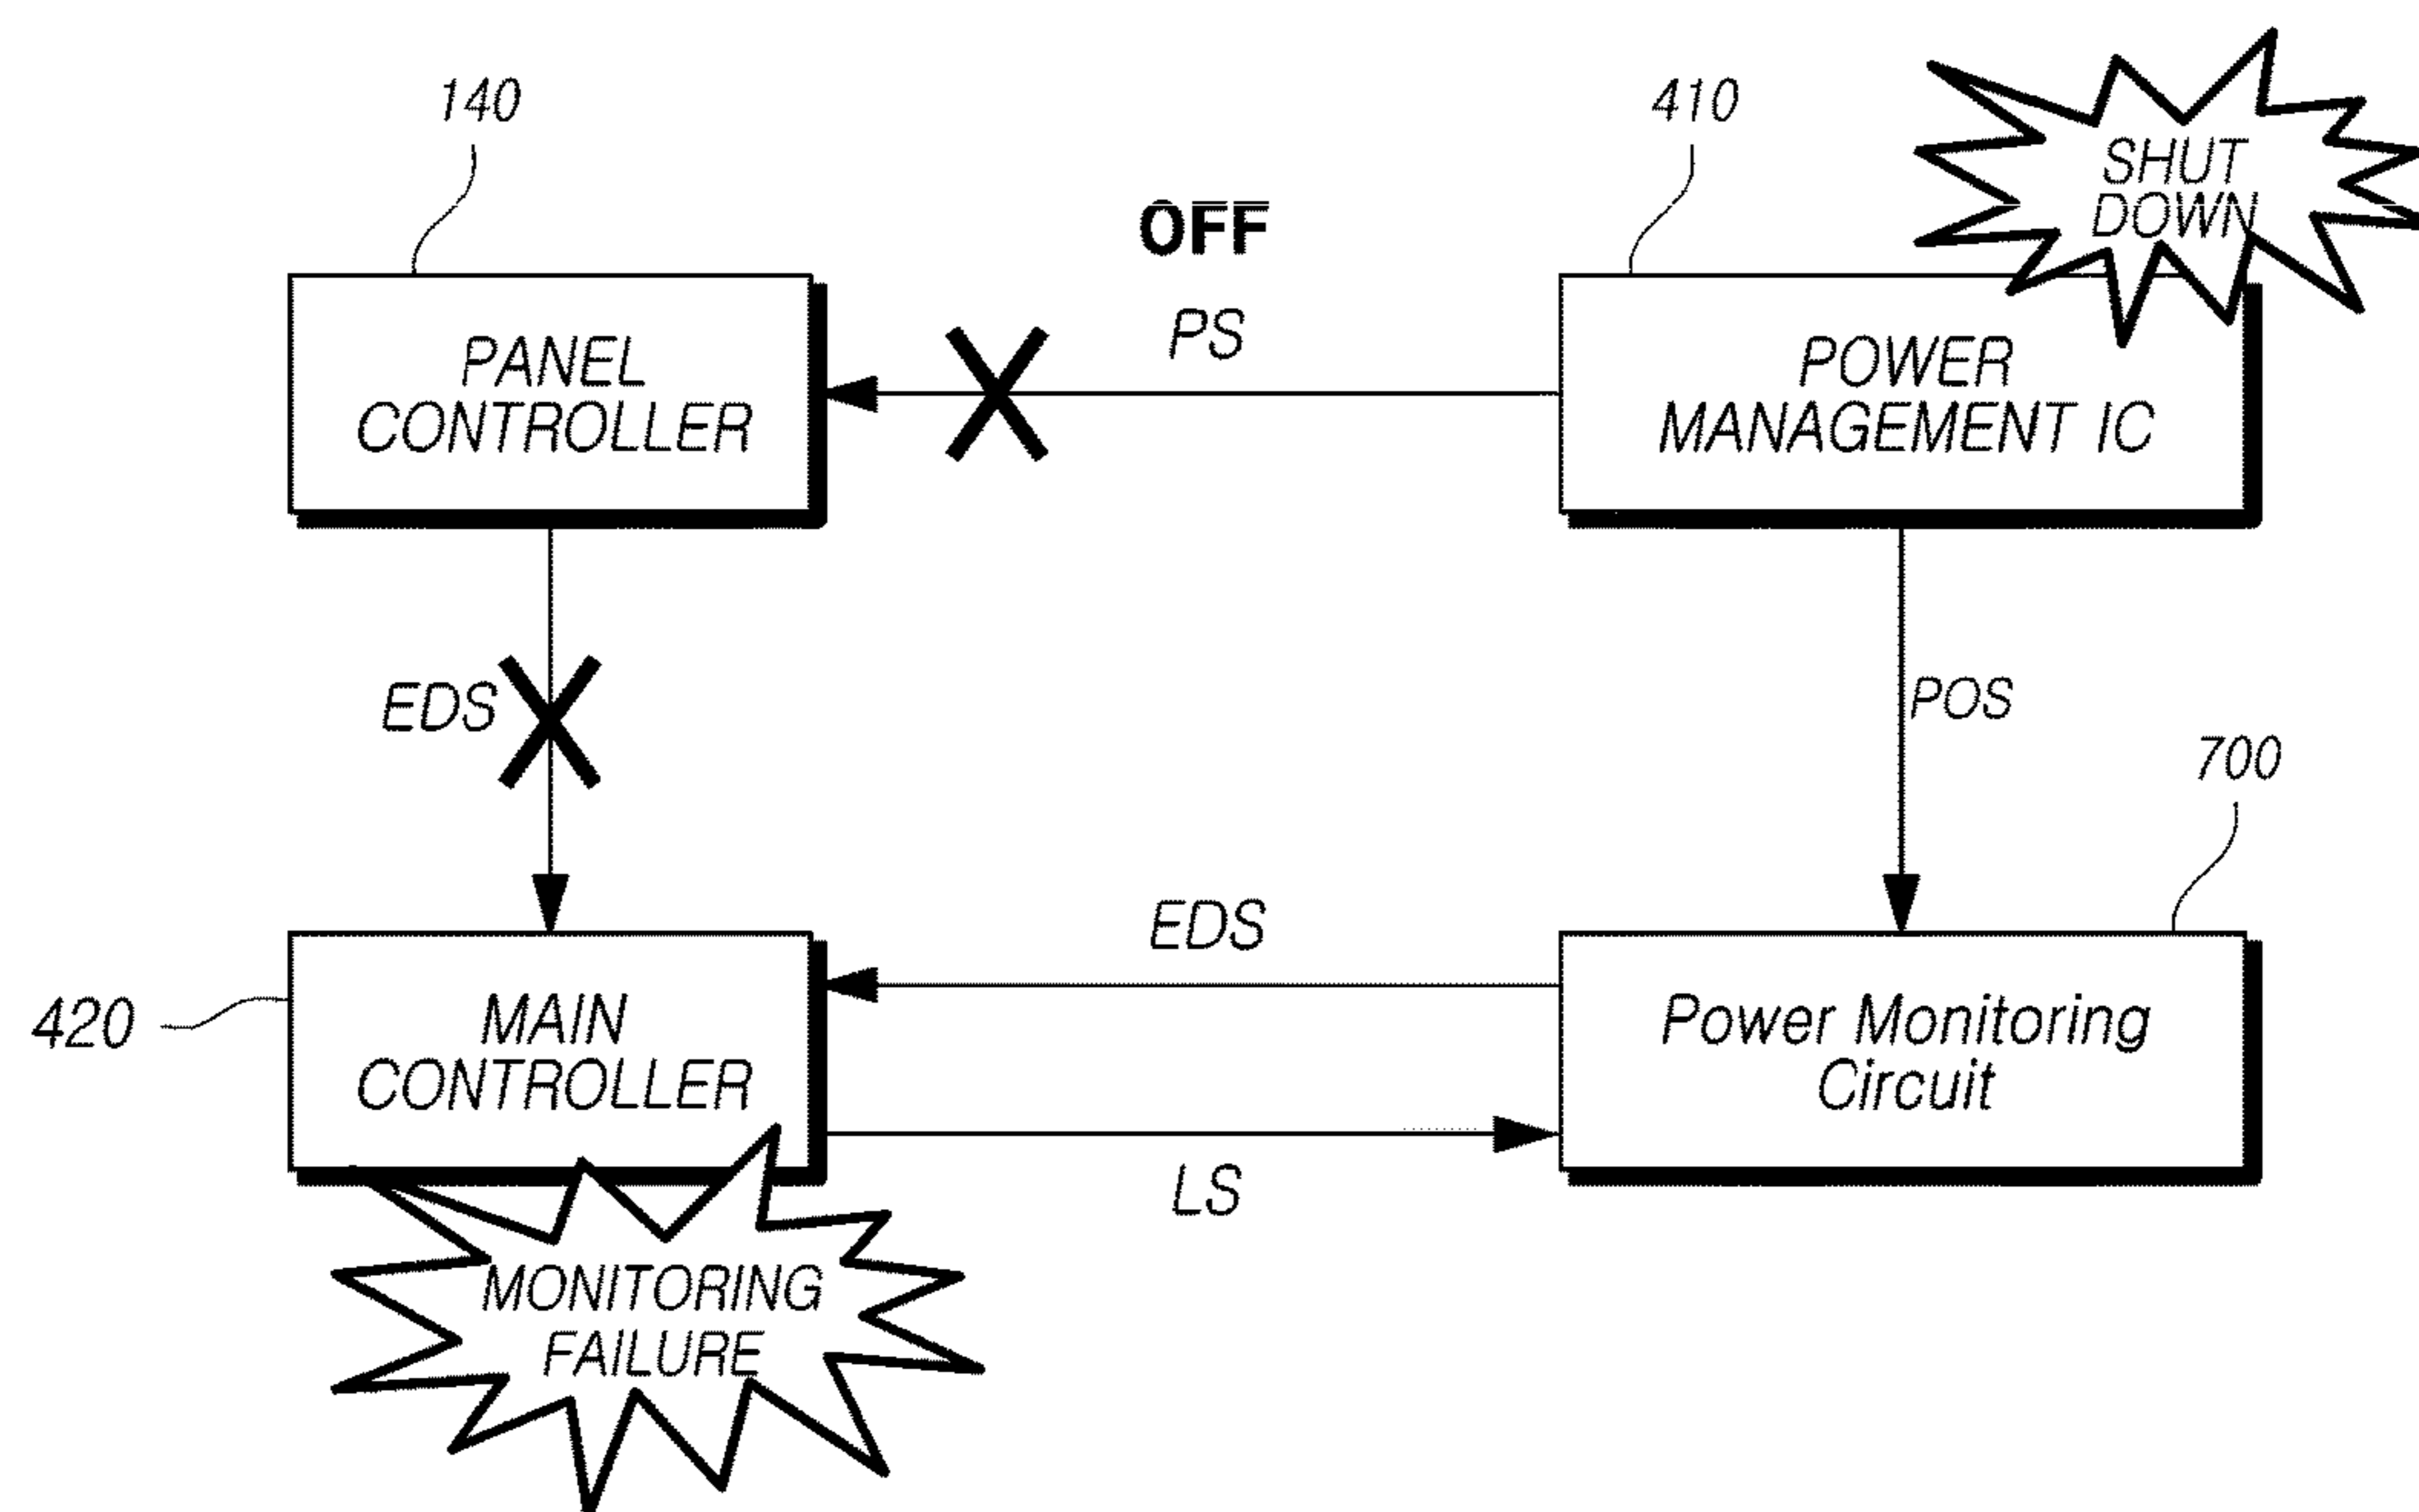 140
410
SHUT
DOWN
OFF
PS
PANEL
CONTROLLER
POWER
MANAGEMENT IC
EDS
POS
700
EDS
420
MAIN
CONTROLLER
Power Monitoring
Circuit
LS
MONITORING
FAILURE